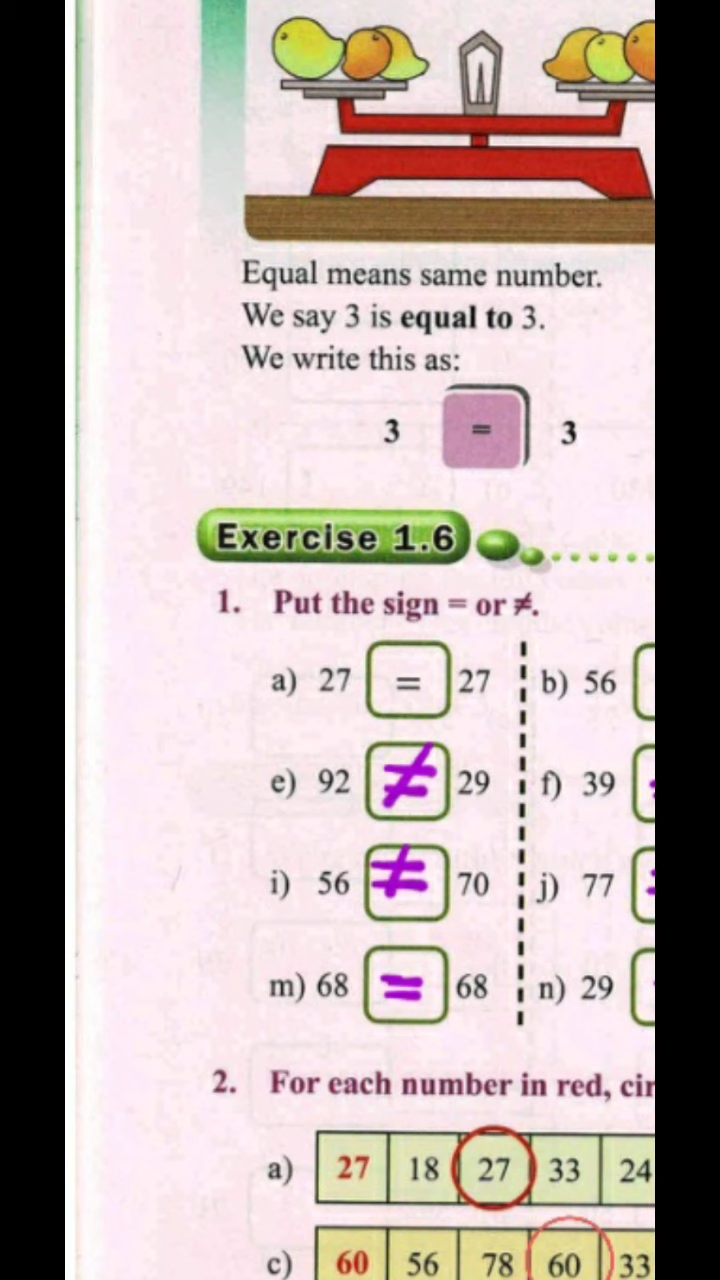 Equal means same number.
We say 3 is equal to 3.
We write this as:
3 = 3
Exercise 1.6
1. Put the sign = or ≠.
a) 27 = 27 b) 56
e) 92 ≠ 29 f) 39
i) 56 ≠ 70 j) 77
m) 68 = 68 n) 29
2. For each number in red, cir
a) 27 18 27 33 24
c) 60 56 78 60 33